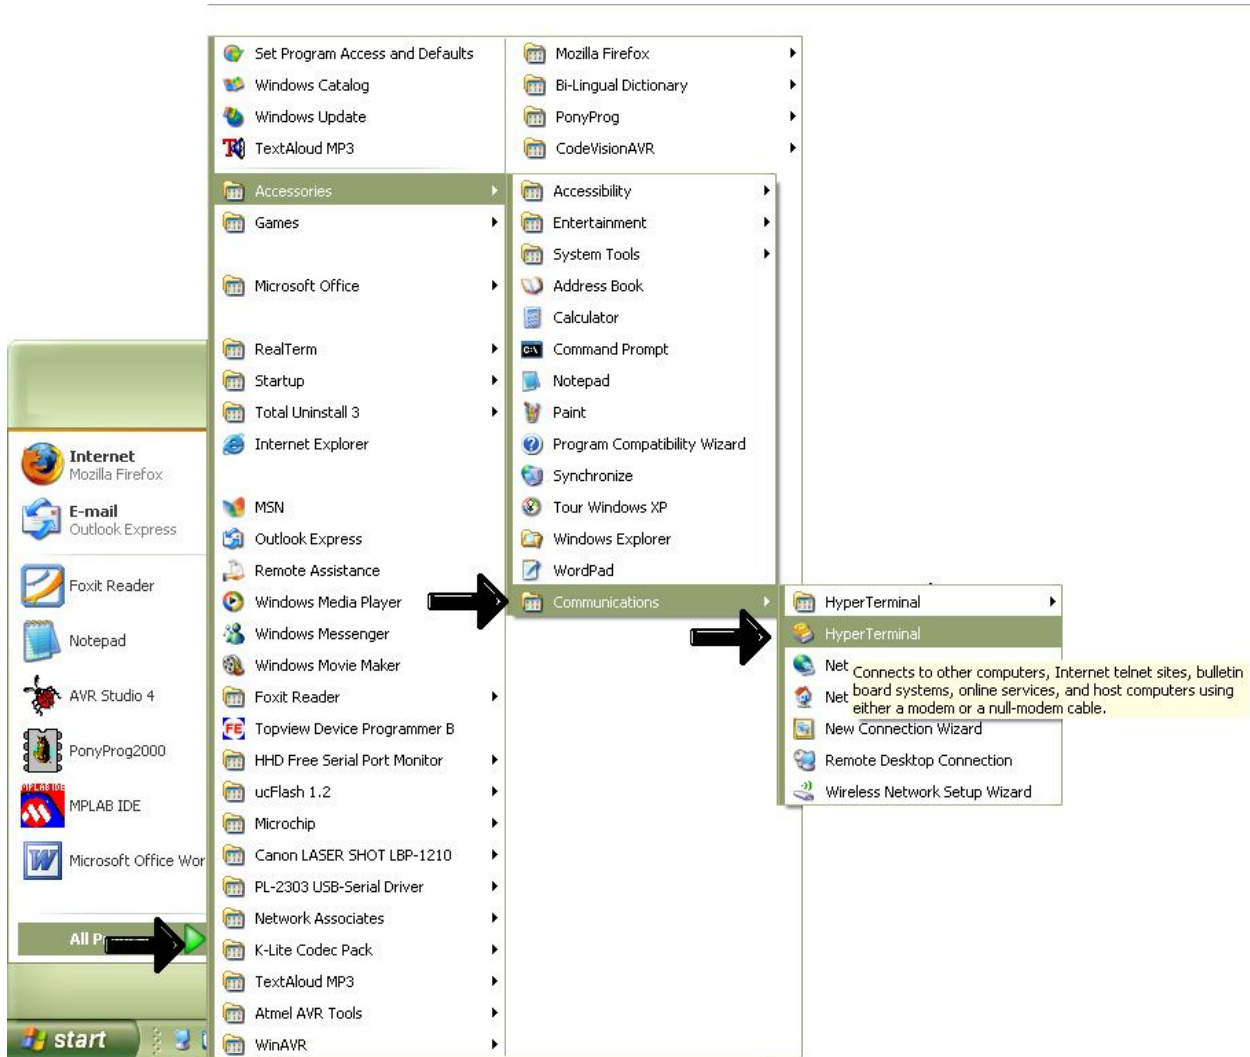 Set Program Access and Defaults
Windows Catalog
Windows Update
TextAloud MP3
Accessories
Games
Microsoft Office
RealTerm
Startup
Total Uninstall 3
Internet Explorer
MSN
Outlook Express
Remote Assistance
Windows Media Player
Windows Messenger
Windows Movie Maker
Foxit Reader
Topview Device Programmer B
HHD Free Serial Port Monitor
ucFlash 1.2
Microchip
Canon LASER SHOT LBP-1210
PL-2303 USB-Serial Driver
Network Associates
K-Lite Codec Pack
TextAloud MP3
Atmel AVR Tools
WinAVR
Mozilla Firefox
Bi-Lingual Dictionary
PonyProg
CodeVisionAVR
Accessibility
Entertainment
System Tools
Address Book
Calculator
Command Prompt
Notepad
Paint
Program Compatibility Wizard
Synchronize
Tour Windows XP
Windows Explorer
WordPad
Communications
HyperTerminal
HyperTerminal
Net
Net
Connects to other computers, Internet telnet sites, bulletin
board systems, online services, and host computers using
either a modem or a null-modem cable.
New Connection Wizard
Remote Desktop Connection
Wireless Network Setup Wizard
Internet
Mozilla Firefox
E-mail
Outlook Express
Foxit Reader
Notepad
AVR Studio 4
PonyProg2000
MPLAB IDE
Microsoft Office Wor
All P
start